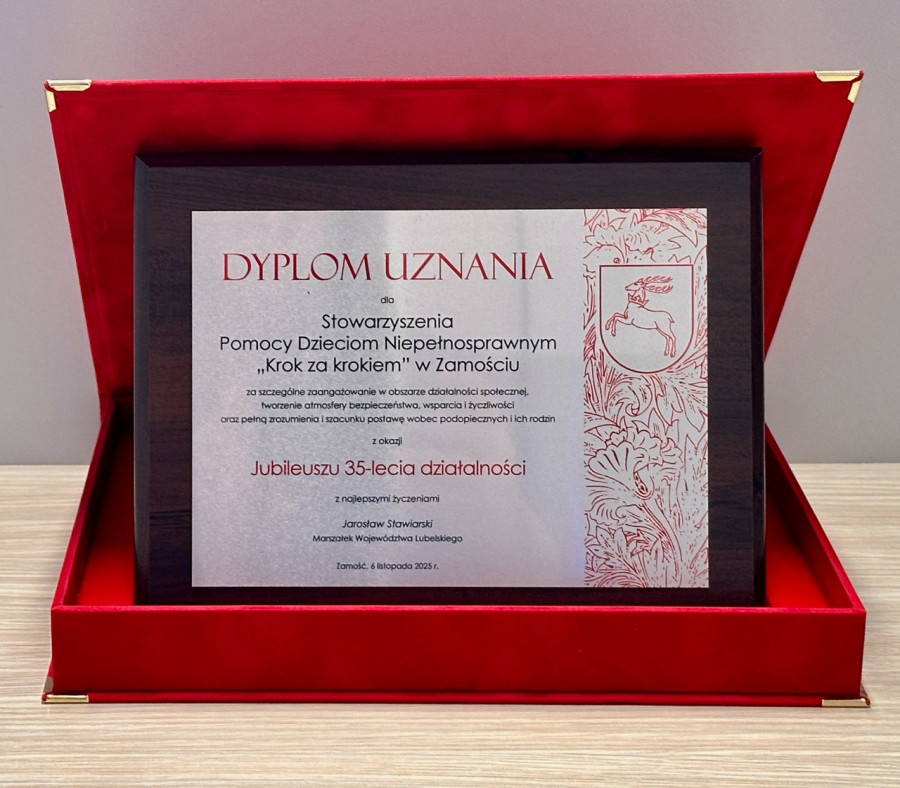 DYPLOM UZNANIA
dla
Stowarzyszenia
Pomocy Dzieciom Niepełnosprawnym
„Krok za krokiem” w Zamościu
za szczególne zaangażowanie w obszarze działalności społecznej,
tworzenie atmosfery bezpieczeństwa, wsparcia i życzliwości
oraz pełną zrozumienia i szacunku postawę wobec podopiecznych i ich rodzin
z okazji
Jubileuszu 35-lecia działalności
z najlepszymi życzeniami
Jarosław Stawiarski
Marszałek Województwa Lubelskiego
Zamość, 6 listopada 2025 r.